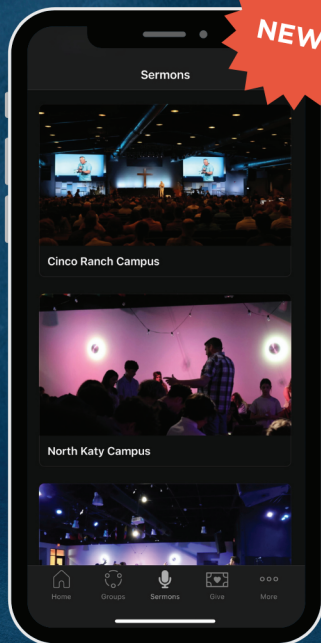 NEW
Sermons
Cinco Ranch Campus
North Katy Campus
Home
Groups
Sermons
Give
More